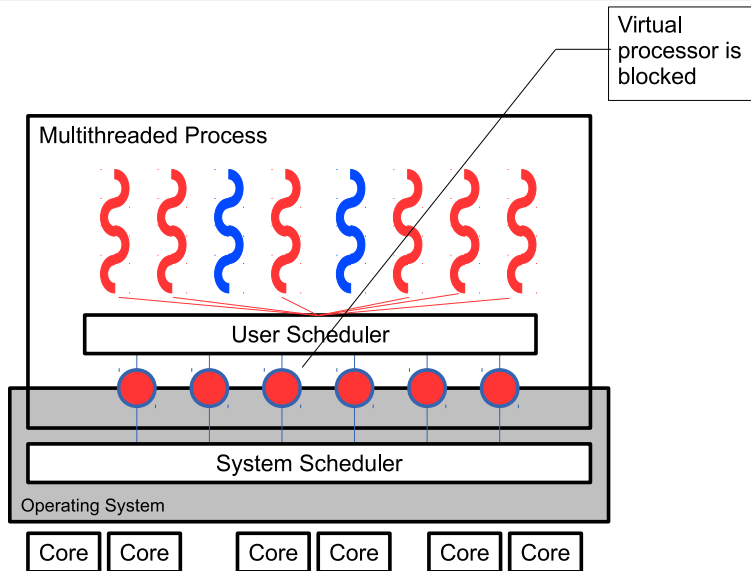 Virtual
processor is
blocked
Multithreaded Process
User Scheduler
System Scheduler
Operating System
Core Core Core Core Core Core